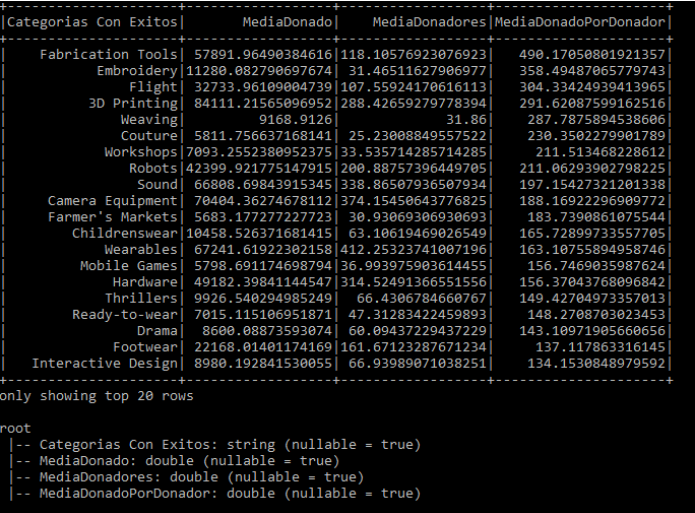 +--------------------+------------------+------------------+--------------------+
|Categorias Con Exitos|       MediaDonado|    MediaDonadores|MediaDonadoPorDonador|
+--------------------+------------------+------------------+--------------------+
|    Fabrication Tools| 57891.96490384616|118.10576923076923|   490.17050801921357|
|           Embroidery|11280.082790697674| 31.46511627906977|   358.49487065779743|
|               Flight| 32733.96109004739|107.55924170616113|   304.33424939413965|
|          3D Printing| 84111.21565096952|288.42659279778394|   291.62087599162516|
|              Weaving|         9168.9126|             31.86|    287.7875894538606|
|              Couture| 5811.756637168141| 25.23008849557522|    230.3502279901789|
|            Workshops|7093.2552380952375|33.535714285714285|     211.513468228612|
|               Robots|42399.921775147915|200.88757396449705|   211.06293902798225|
|                Sound| 66808.69843915345|338.86507936507934|   197.15427321201338|
|     Camera Equipment| 70404.36274678112|374.15450643776825|   188.16922296909772|
|     Farmer's Markets| 5683.177277227723| 30.93069306930693|    183.7390861075544|
|        Childrenswear|10458.526371681415| 63.10619469026549|   165.72899733557705|
|            Wearables| 67241.61922302158|412.25323741007196|   163.10755894958746|
|         Mobile Games| 5798.691174698794|36.993975903614455|    156.7469035987624|
|             Hardware| 49182.39841144547|314.52491366551556|   156.37043768096842|
|            Thrillers| 9926.540294985249|  66.4306784660767|   149.42704973357013|
|        Ready-to-wear| 7015.115106951871| 47.31283422459893|    148.2708703023453|
|                Drama|  8600.08873593074| 60.09437229437229|   143.10971905660656|
|             Footwear| 22168.01401174169|161.67123287671234|     137.117863316145|
|   Interactive Design| 8980.192841530055| 66.93989071038251|    134.1530848979592|
+--------------------+------------------+------------------+--------------------+
only showing top 20 rows
root
|-- Categorias Con Exitos: string (nullable = true)
|-- MediaDonado: double (nullable = true)
|-- MediaDonadores: double (nullable = true)
|-- MediaDonadoPorDonador: double (nullable = true)